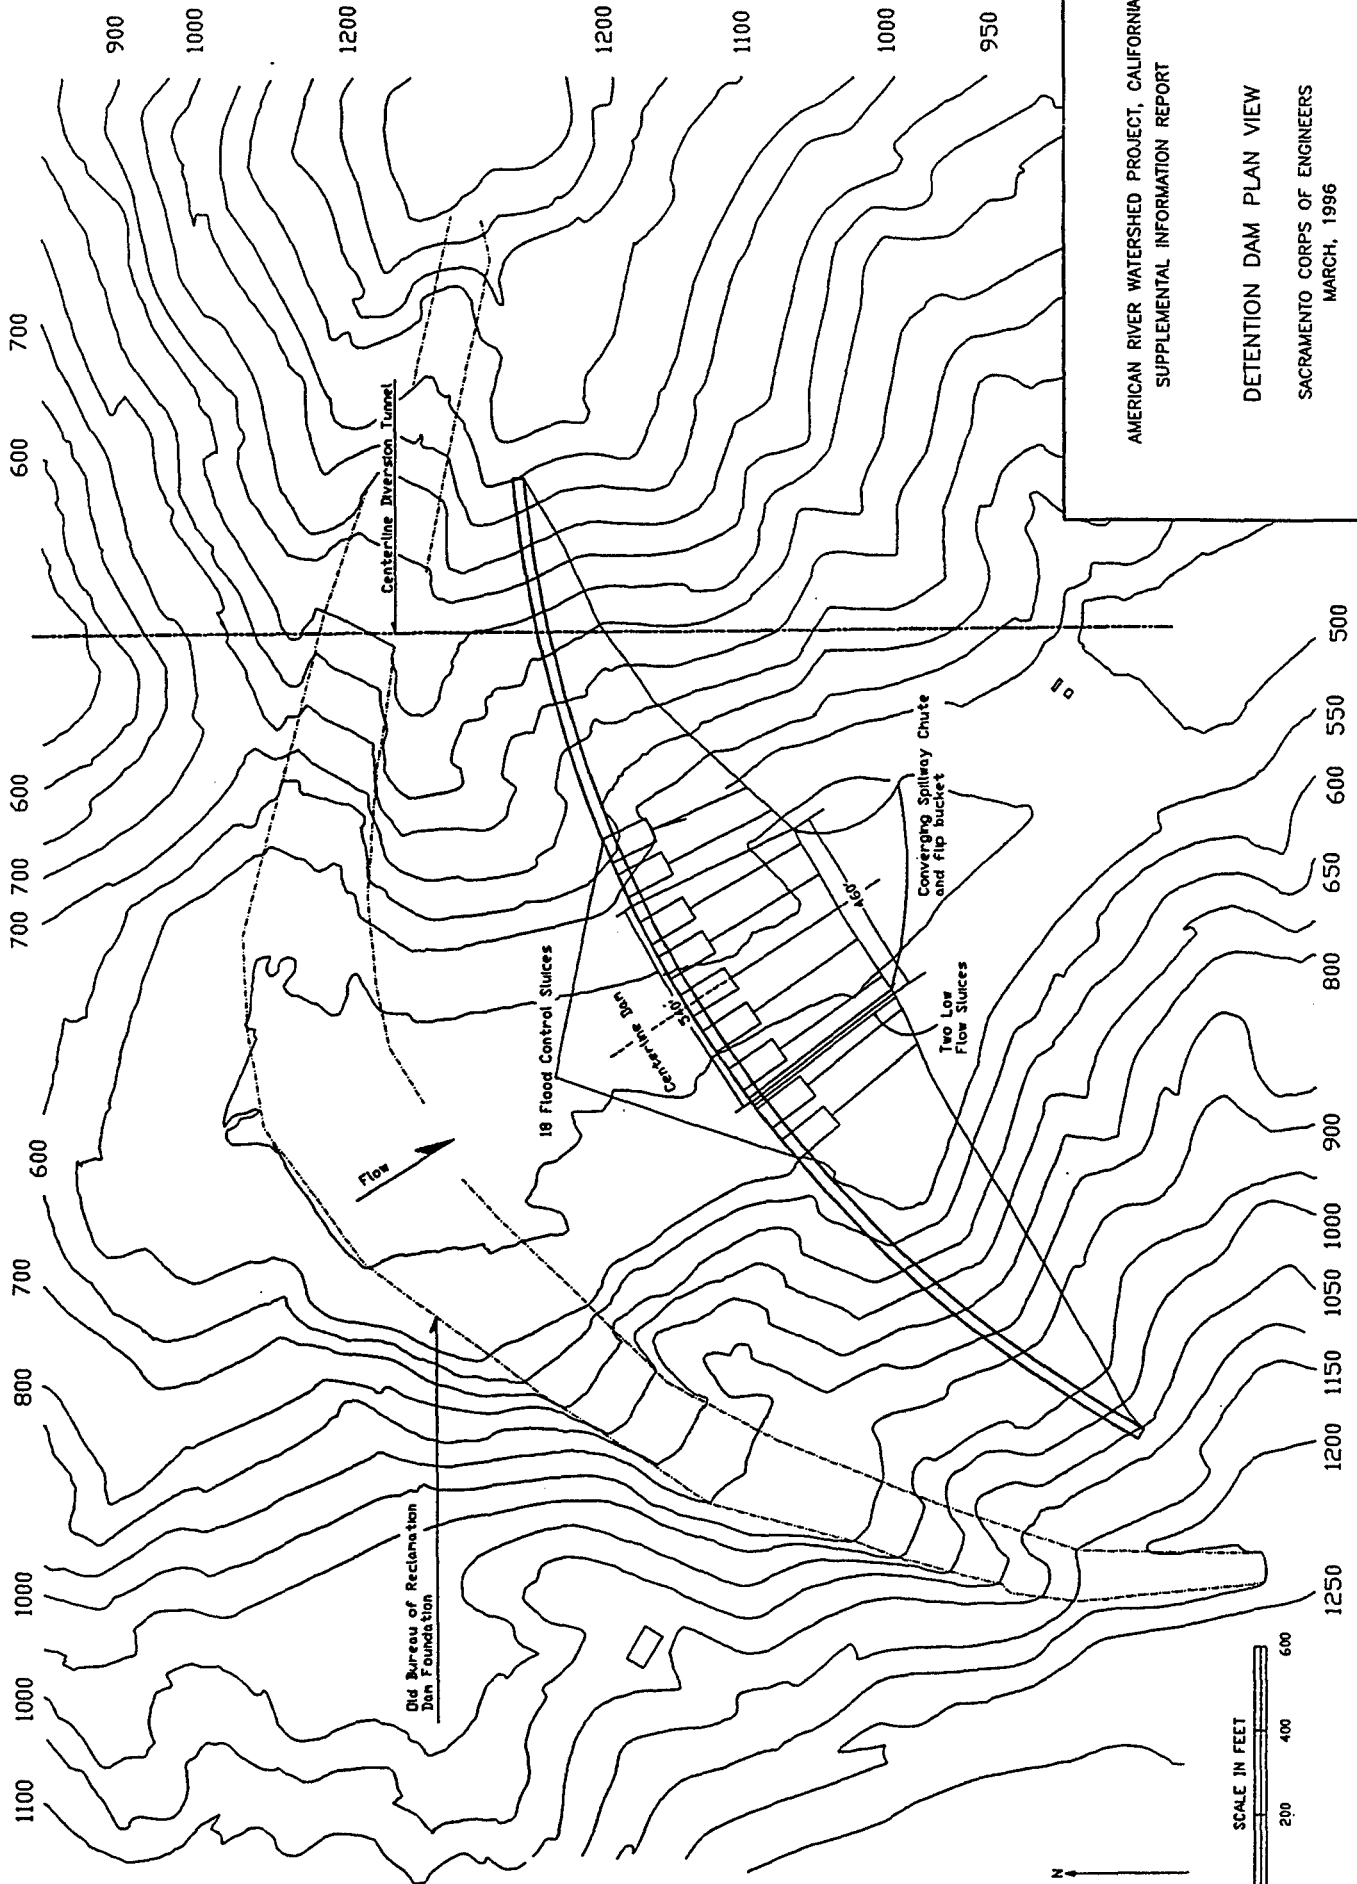 900
1000
1200
1200
1100
1000
950
700
600
600
700
700
600
700
800
1000
1000
1100
Centerline Diversion Tunnel
18 Flood Control Sluices
Centerline Dam
540'
460'
Converging Spillway Chute
and flip bucket
Two Low
Flow Sluices
Flow
Old Bureau of Reclamation
Dam Foundation
500
550
600
650
800
900
1000
1050
1150
1200
1250
N
SCALE IN FEET
200
400
600
AMERICAN RIVER WATERSHED PROJECT, CALIFORNIA
SUPPLEMENTAL INFORMATION REPORT
DETENTION DAM PLAN VIEW
SACRAMENTO CORPS OF ENGINEERS
MARCH, 1996